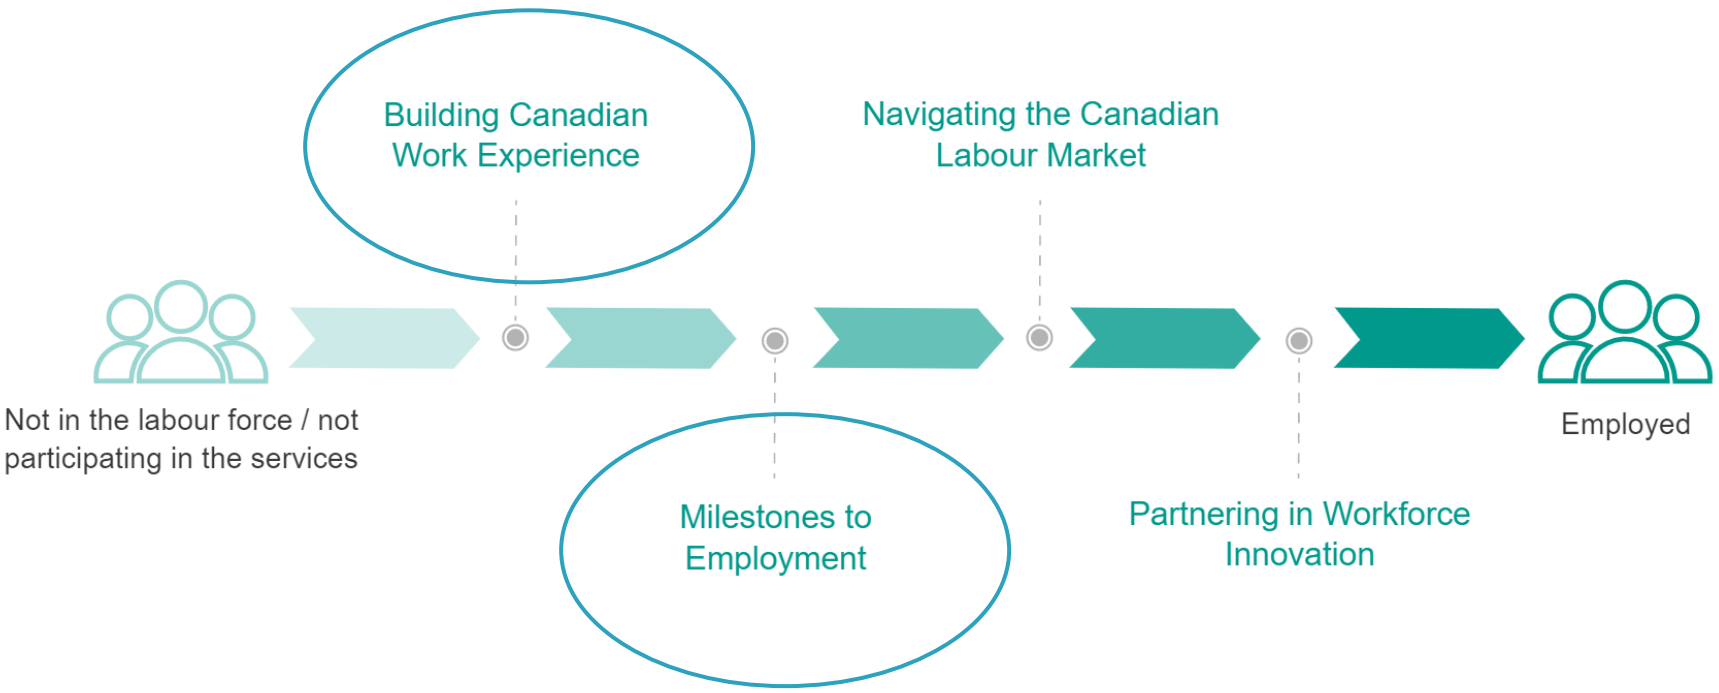 Building Canadian
Work Experience
Navigating the Canadian
Labour Market
Not in the labour force / not
participating in the services
Employed
Milestones to
Employment
Partnering in Workforce
Innovation